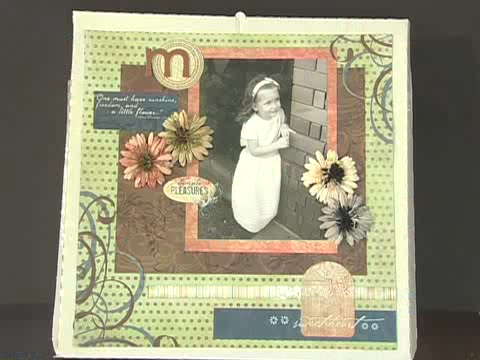 m
One must have sunshine,
freedom, and
a little flower."
simple
PLEASURES
sweetheart